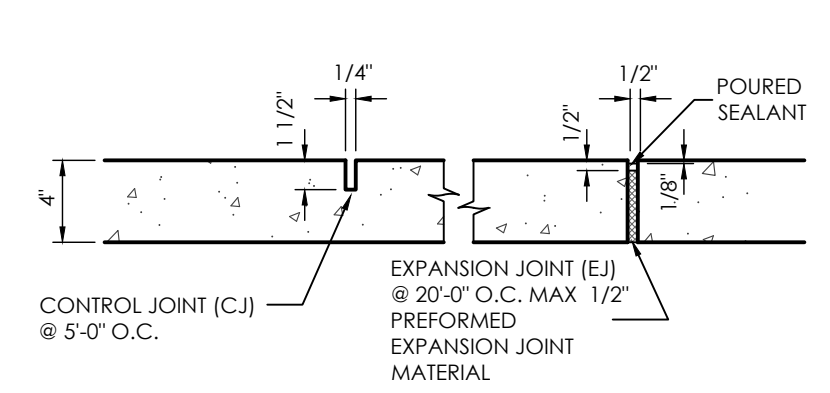 1/4"
1/2"
POURED
SEALANT
1 1/2"
1/2"
4"
1/8"
EXPANSION JOINT (EJ)
@ 20'-0" O.C. MAX 1/2"
PREFORMED
EXPANSION JOINT
MATERIAL
CONTROL JOINT (CJ)
@ 5'-0" O.C.